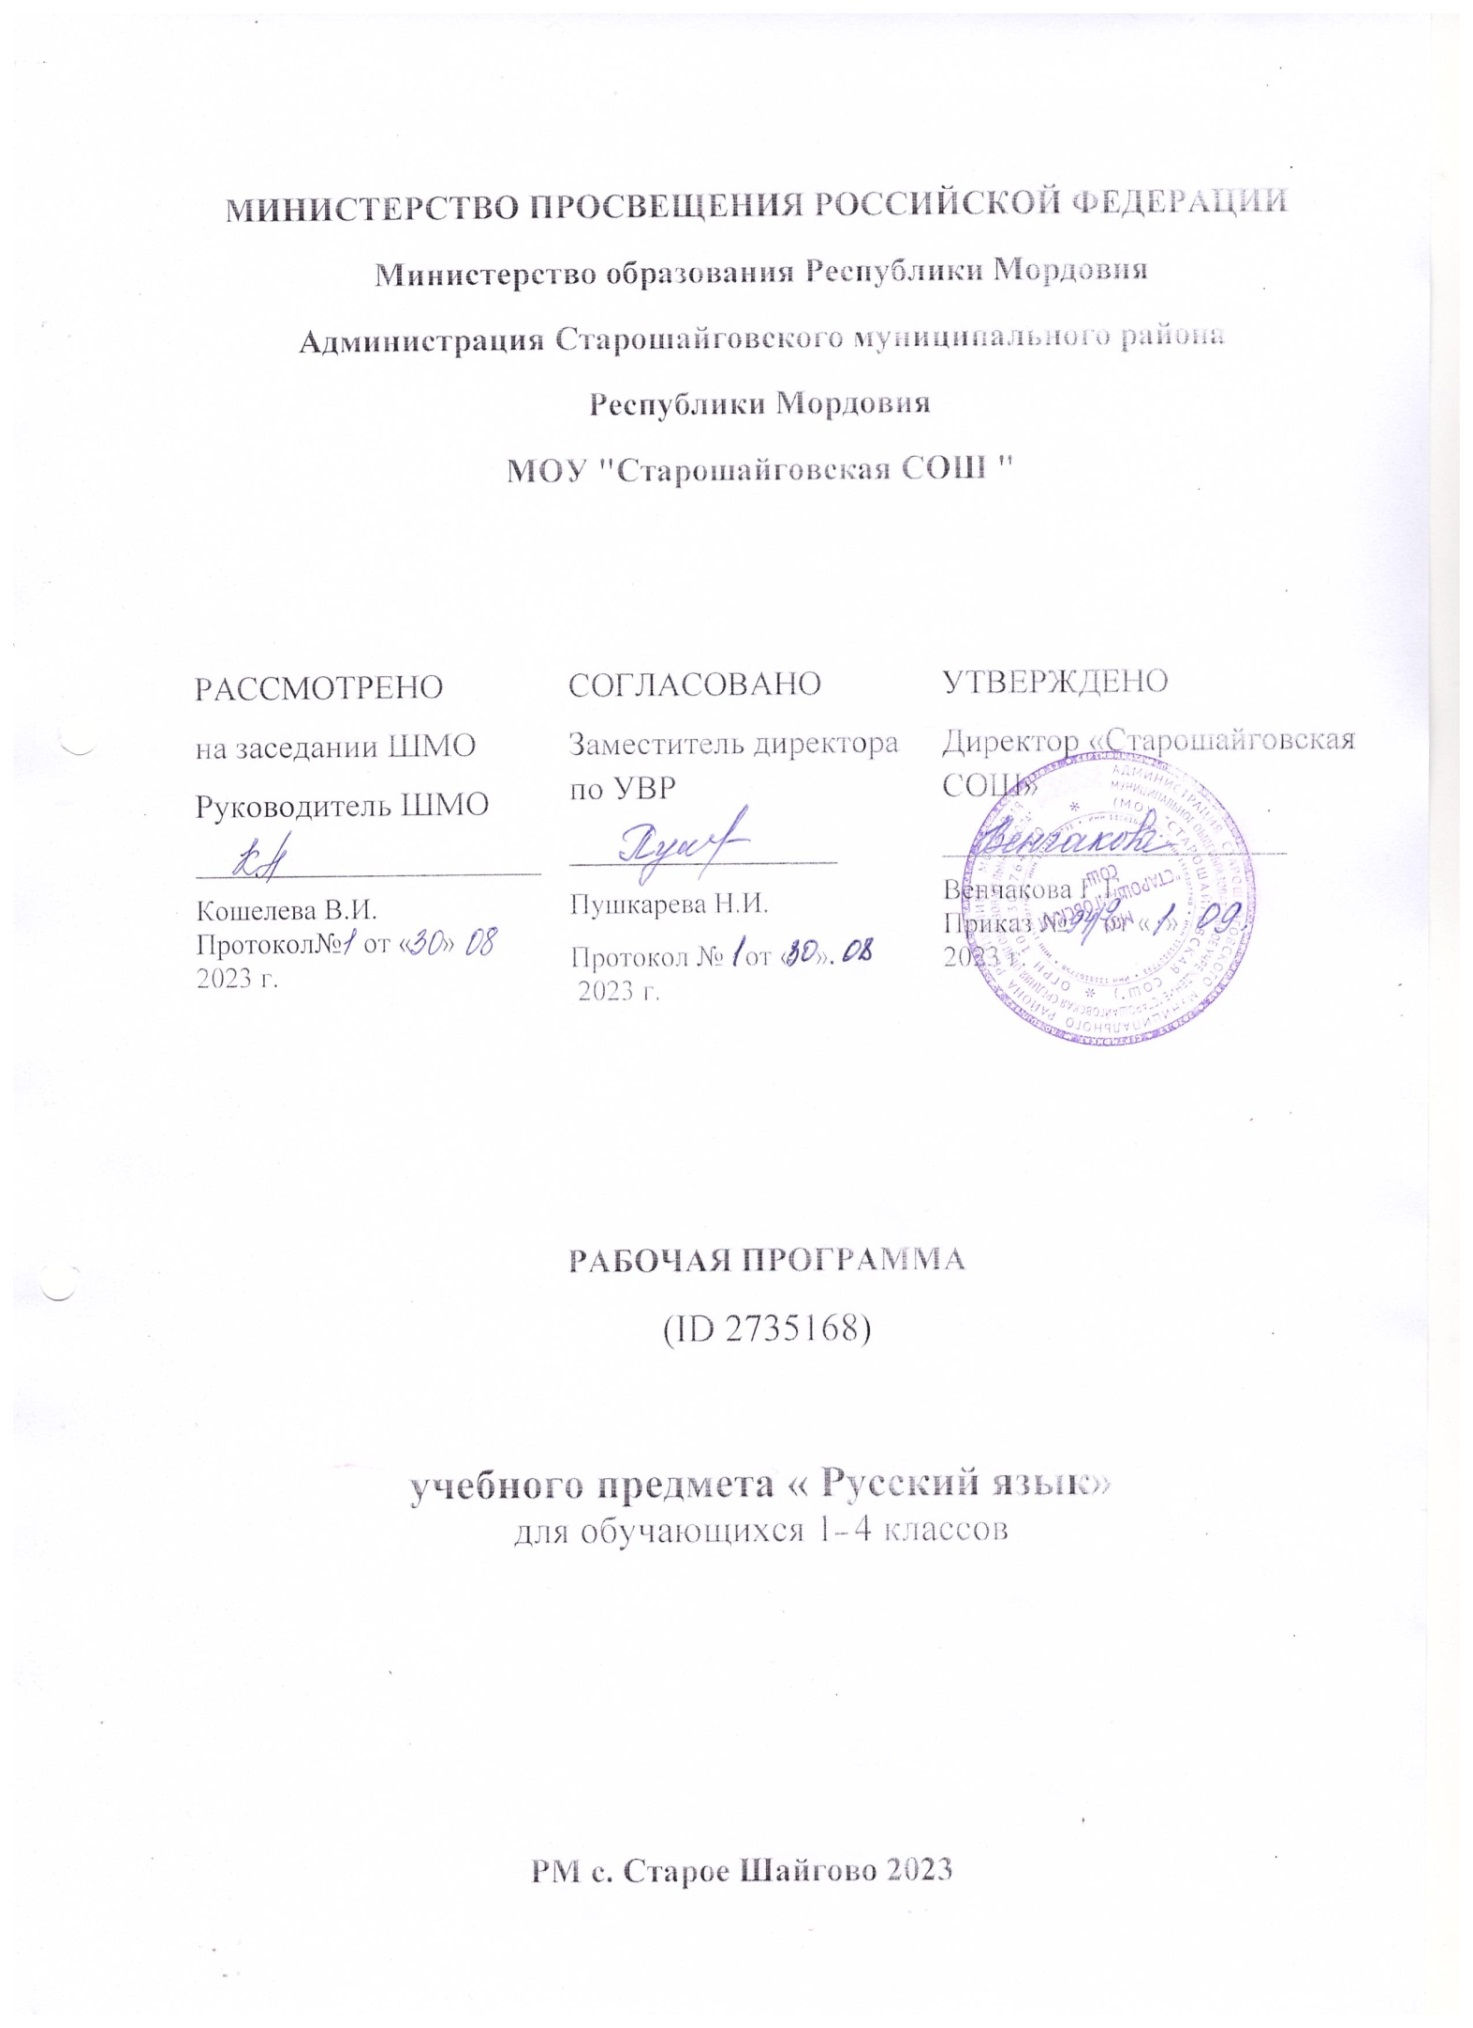 МИНИСТЕРСТВО ПРОСВЕЩЕНИЯ РОССИЙСКОЙ ФЕДЕРАЦИИ
Министерство образования Республики Мордовия
Администрация Старошайговского муниципального района
Республики Мордовия
МОУ "Старошайговская СОШ "
РАССМОТРЕНО
на заседании ШМО
Руководитель ШМО
Кошелева В.И.
Протокол№1 от «30» 08
2023 г.
СОГЛАСОВАНО
Заместитель директора
по УВР
Пушкарева Н.И.
Протокол № 1 от «30». 08
2023 г.
УТВЕРЖДЕНО
Директор «Старошайговская
СОШ»
Венчакова
Венчакова Г.Т.
Приказ № от «1» 09.
2023 г.
РАБОЧАЯ ПРОГРАММА
(ID 2735168)
учебного предмета « Русский язык»
для обучающихся 1-4 классов
РМ с. Старое Шайгово 2023